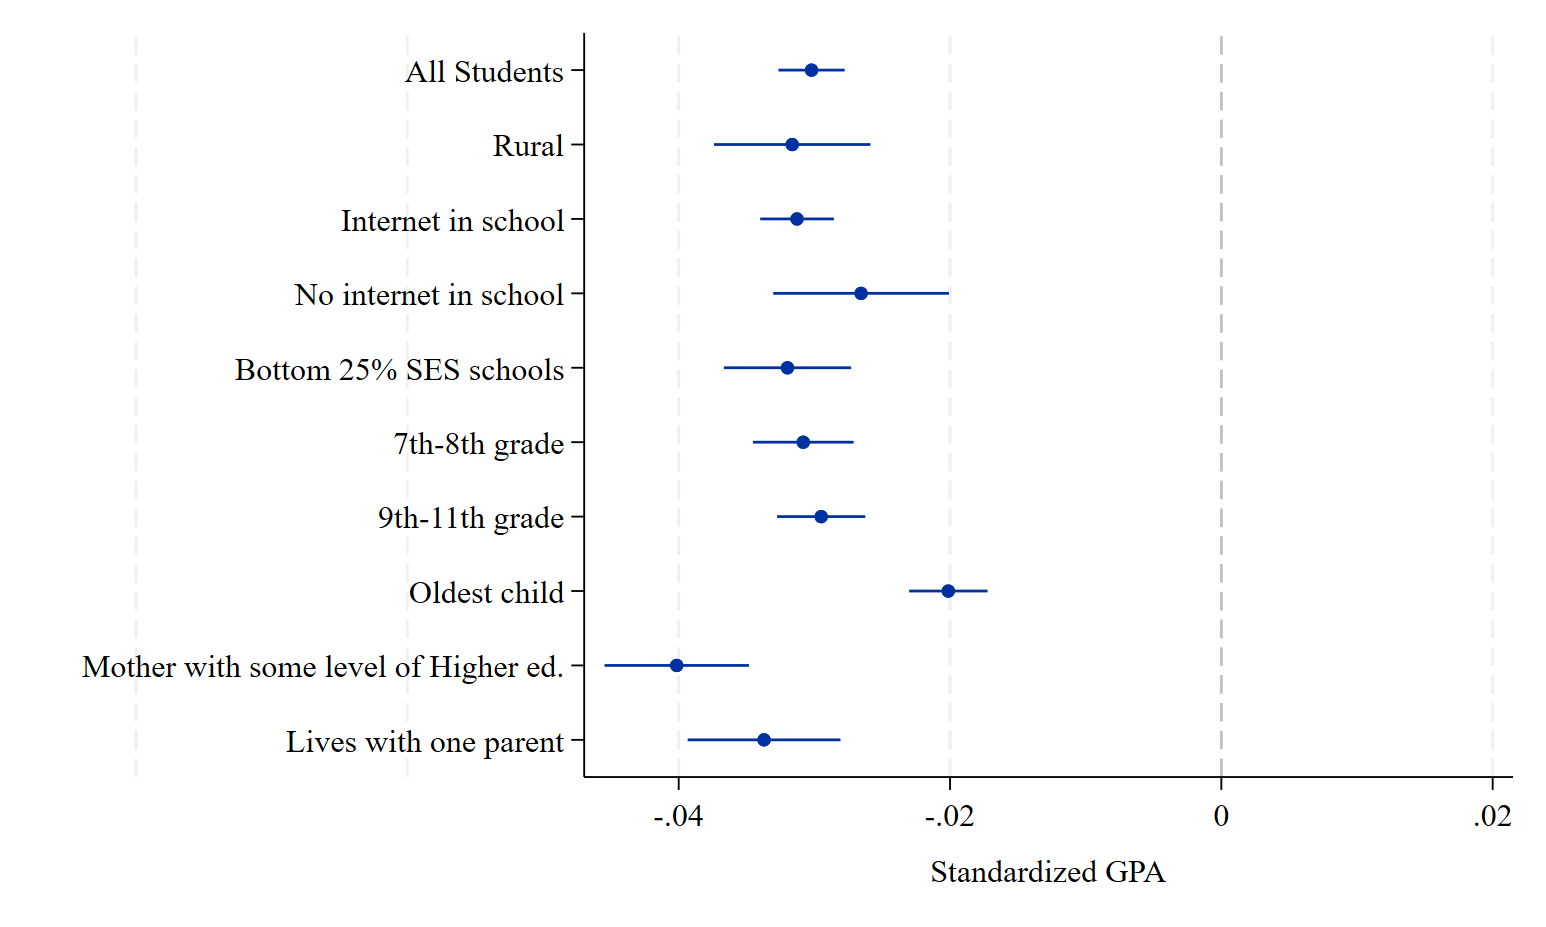 All Students
Rural
Internet in school
No internet in school
Bottom 25% SES schools
7th-8th grade
9th-11th grade
Oldest child
Mother with some level of Higher ed.
Lives with one parent
-.04 -.02 0 .02
Standardized GPA